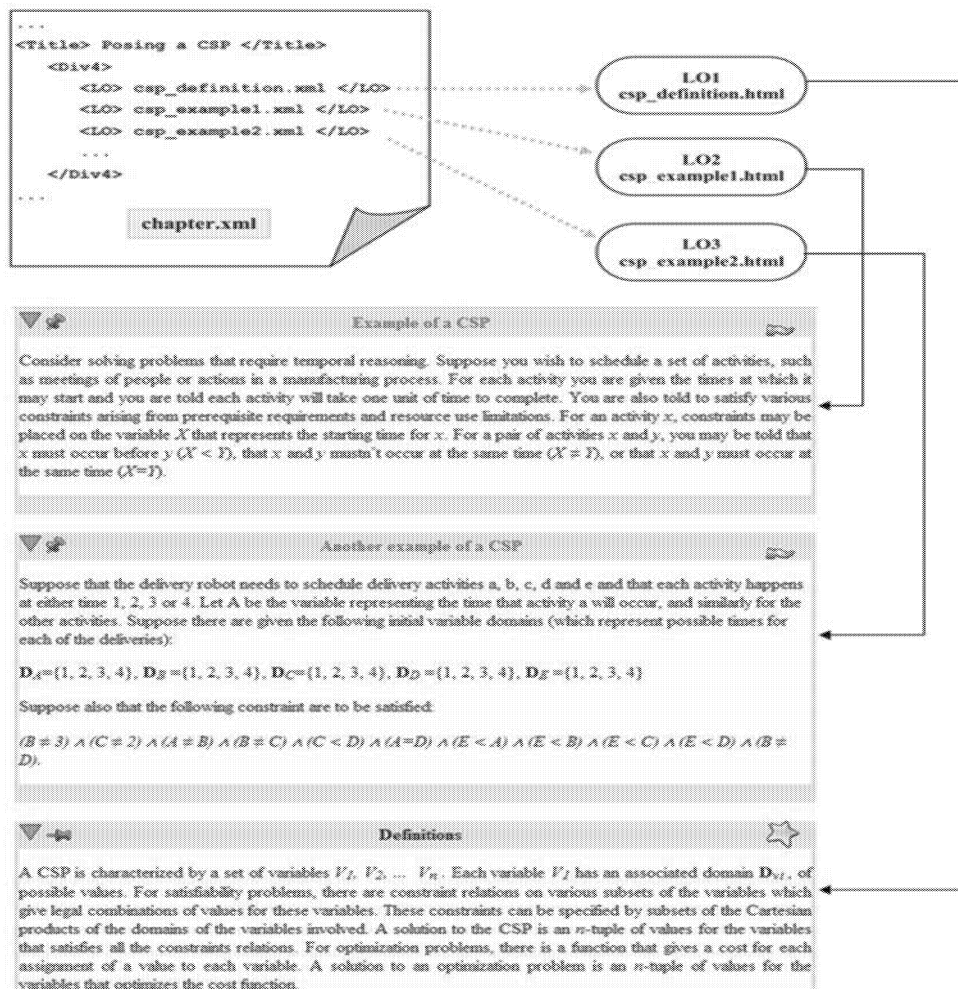 ...
<Title> Posing a CSP </Title>
<Div4>
<LO> csp_definition.xml </LO>
<LO> csp_example1.xml </LO>
<LO> csp_example2.xml </LO>
...
</Div4>
...
chapter.xml
LO1
csp_definition.html
LO2
csp_example1.html
LO3
csp_example2.html
Example of a CSP
Consider solving problems that require temporal reasoning. Suppose you wish to schedule a set of activities, such
as meetings of people or actions in a manufacturing process. For each activity you are given the times at which it
may start and you are told each activity will take one unit of time to complete. You are also told to satisfy various
constraints arising from prerequisite requirements and resource use limitations. For an activity x, constraints may be
placed on the variable X that represents the starting time for x. For a pair of activities x and y, you may be told that
x must occur before y (X < Y), that x and y mustn't occur at the same time (X ≠ Y), or that x and y must occur at
the same time (X=Y).
Another example of a CSP
Suppose that the delivery robot needs to schedule delivery activities a, b, c, d and e and that each activity happens
at either time 1, 2, 3 or 4. Let A be the variable representing the time that activity a will occur, and similarly for the
other activities. Suppose there are given the following initial variable domains (which represent possible times for
each of the deliveries):
D_A={1, 2, 3, 4}, D_B={1, 2, 3, 4}, D_C={1, 2, 3, 4}, D_D={1, 2, 3, 4}, D_E={1, 2, 3, 4}
Suppose also that the following constraint are to be satisfied:
(B ≠ 3) ∧ (C ≠ 2) ∧ (A ≠ B) ∧ (B ≠ C) ∧ (C < D) ∧ (A=D) ∧ (E < A) ∧ (E < B) ∧ (E < C) ∧ (E < D) ∧ (B ≠
D).
Definitions
A CSP is characterized by a set of variables V1, V2, ... Vn. Each variable VI has an associated domain Dvi, of
possible values. For satisfiability problems, there are constraint relations on various subsets of the variables which
give legal combinations of values for these variables. These constraints can be specified by subsets of the Cartesian
products of the domains of the variables involved. A solution to the CSP is an n-tuple of values for the variables
that satisfies all the constraints relations. For optimization problems, there is a function that gives a cost for each
assignment of a value to each variable. A solution to an optimization problem is an n-tuple of values for the
variables that optimizes the cost function.